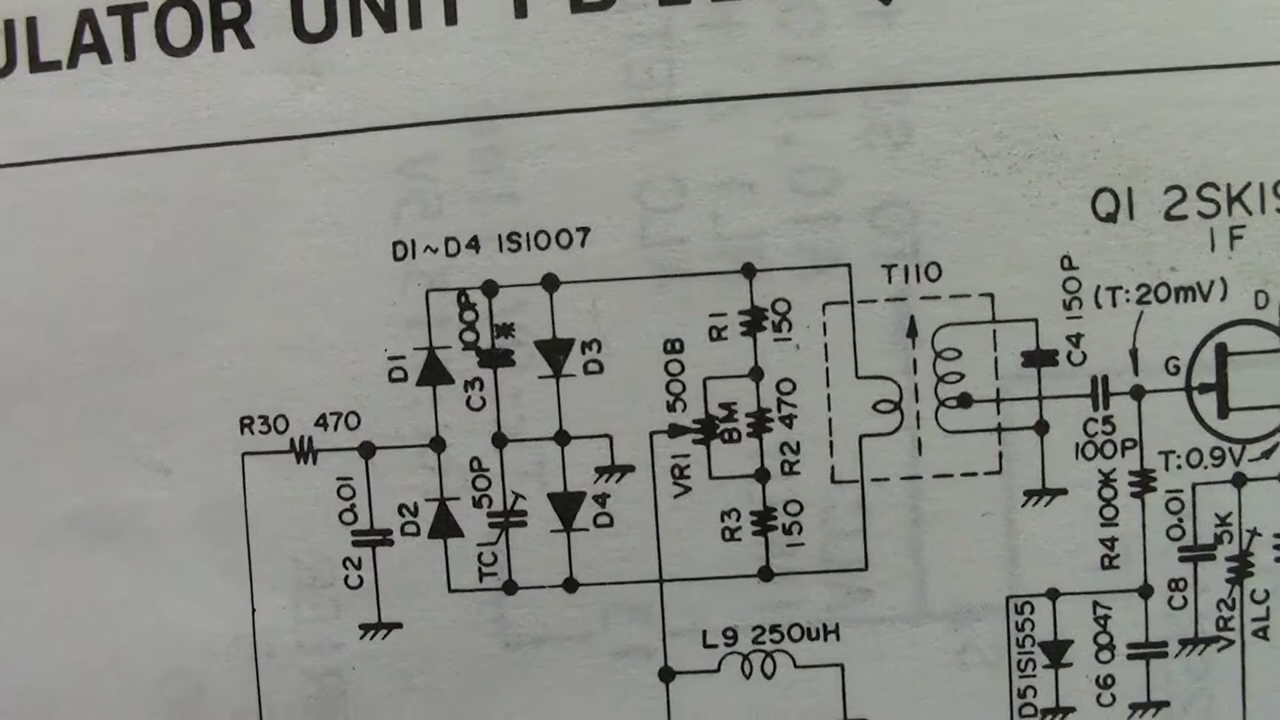 ULATOR UNIT
Q1 2SK19
IF
D1~D4 1S1007
T110
(T:20mV)
D
C4 150P
R1
150
100P
*
C3
D1
D3
500B
VR1
BM
R2 470
G
R30 470
C5
100P
T:0.9V
0.01
C2
D2
50P
TC1
D4
R3
150
R4 100K
0.01
C8
5K
VR2
ALC
L9 250uH
D5 1S1555
C6 0.047